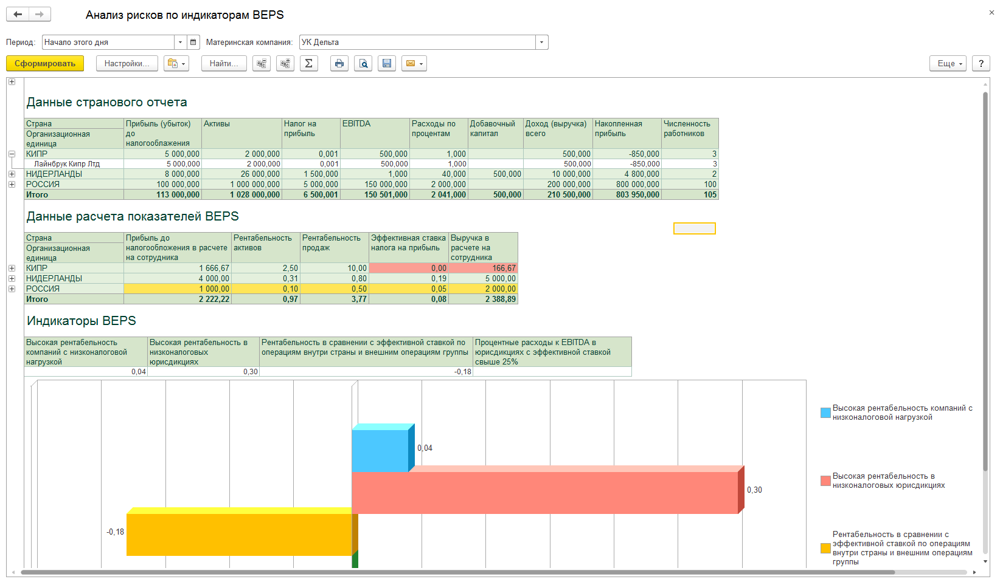 Анализ рисков по индикаторам BEPS
×
Период: Начало этого дня Материнская компания: УК Дельта
Сформировать Настройки... Найти... Σ Еще ?
Данные странового отчета
Страна
Организационная
единица
Прибыль (убыток)
до
налогооблажения
Активы
Налог на
прибыль
EBITDA
Расходы по
процентам
Добавочный
капитал
Доход (выручка)
всего
Накопленная
прибыль
Численность
работников
КИПР 5 000,000 2 000,000 0,001 500,000 1,000 500,000 -850,000 3
Лайнбрук Кипр Лтд 5 000,000 2 000,000 0,001 500,000 1,000 500,000 -850,000 3
НИДЕРЛАНДЫ 8 000,000 26 000,000 1 500,000 1,000 40,000 500,000 10 000,000 4 800,000 2
РОССИЯ 100 000,000 1 000 000,000 5 000,000 150 000,000 2 000,000 200 000,000 800 000,000 100
Итого 113 000,000 1 028 000,000 6 500,001 150 501,000 2 041,000 500,000 210 500,000 803 950,000 105
Данные расчета показателей BEPS
Страна
Организационная
единица
Прибыль до
налогообложения в расчете
на сотрудника
Рентабельность
активов
Рентабельность
продаж
Эффективная ставка
налога на прибыль
Выручка в
расчете на
сотрудника
КИПР 1 666,67 2,50 10,00 0,00 166,67
НИДЕРЛАНДЫ 4 000,00 0,31 0,80 0,19 5 000,00
РОССИЯ 1 000,00 0,10 0,50 0,05 2 000,00
Итого 2 222,22 0,97 3,77 0,08 2 388,89
Индикаторы BEPS
Высокая рентабельность
компаний с низконалоговой
нагрузкой
Высокая рентабельность в
низконалоговых
юрисдикциях
Рентабельность в сравнении с эффективной ставкой по
операциям внутри страны и внешним операциям группы
Процентные расходы к EBITDA в
юрисдикциях с эффективной ставкой
свыше 25%
0,04 0,30 -0,18
0,04
0,30
-0,18
Высокая рентабельность компаний с
низконалоговой нагрузкой
Высокая рентабельность в
низконалоговых юрисдикциях
Рентабельность в сравнении с
эффективной ставкой по операциям
внутри страны и внешним операциям
группы